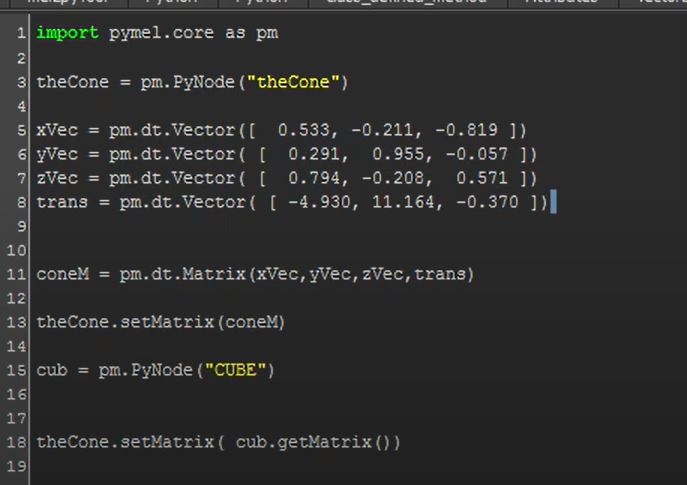 1 import pymel.core as pm
2
3 theCone = pm.PyNode("theCone")
4
5 xVec = pm.dt.Vector([  0.533, -0.211, -0.819 ])
6 yVec = pm.dt.Vector( [  0.291,  0.955, -0.057 ])
7 zVec = pm.dt.Vector( [  0.794, -0.208,  0.571 ])
8 trans = pm.dt.Vector( [ -4.930, 11.164, -0.370 ])
9
10
11 coneM = pm.dt.Matrix(xVec,yVec,zVec,trans)
12
13 theCone.setMatrix(coneM)
14
15 cub = pm.PyNode("CUBE")
16
17
18 theCone.setMatrix( cub.getMatrix())
19